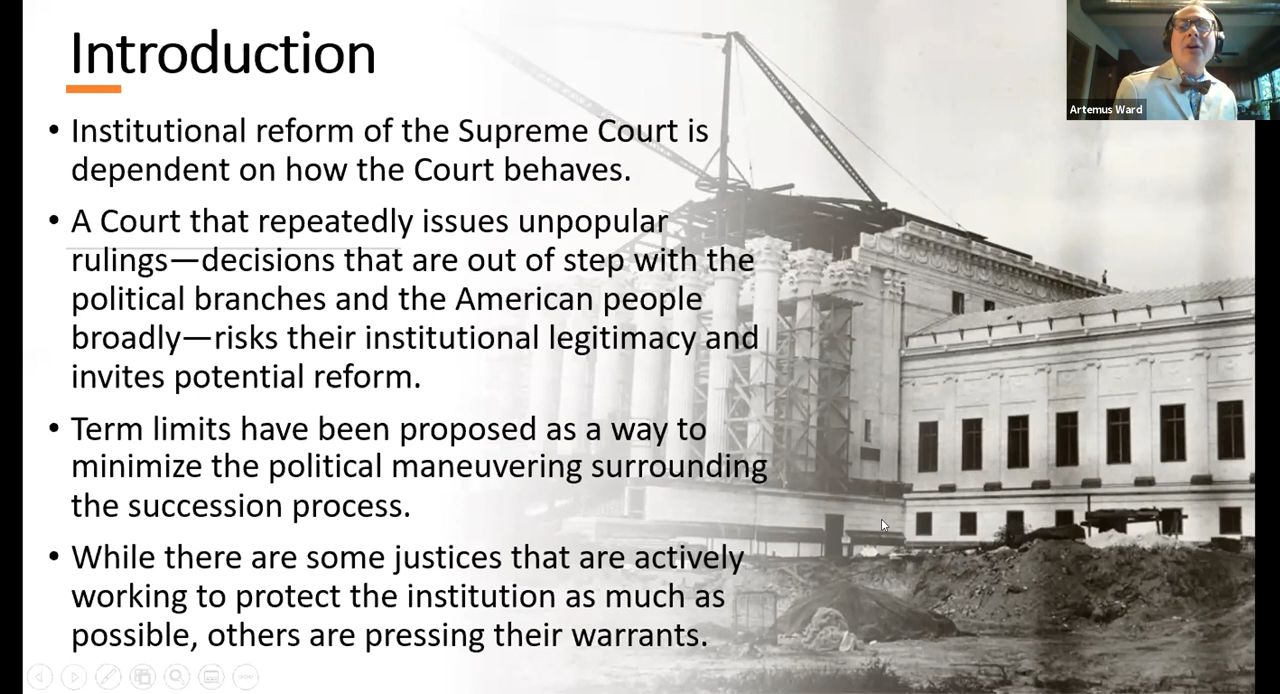 Introduction
Artemus Ward
• Institutional reform of the Supreme Court is
dependent on how the Court behaves.
• A Court that repeatedly issues unpopular
rulings—decisions that are out of step with the
political branches and the American people
broadly—risks their institutional legitimacy and
invites potential reform.
• Term limits have been proposed as a way to
minimize the political maneuvering surrounding
the succession process.
• While there are some justices that are actively
working to protect the institution as much as
possible, others are pressing their warrants.